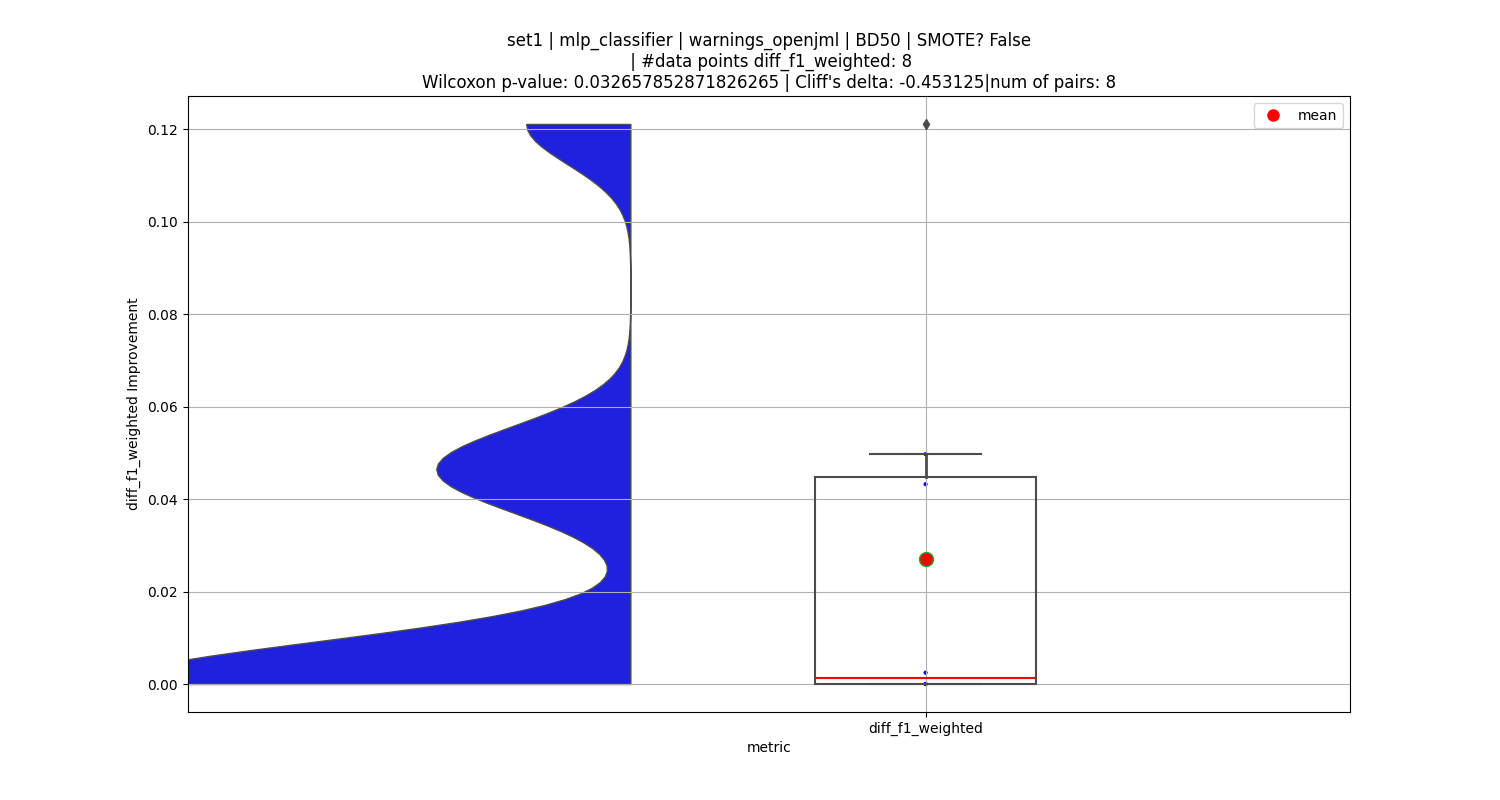 set1 | mlp_classifier | warnings_openjml | BD50 | SMOTE? False
| #data points diff_f1_weighted: 8
Wilcoxon p-value: 0.032657852871826265 | Cliff's delta: -0.453125|num of pairs: 8
mean
0.12
0.10
0.08
0.06
0.04
0.02
0.00
diff_f1_weighted Improvement
diff_f1_weighted
metric